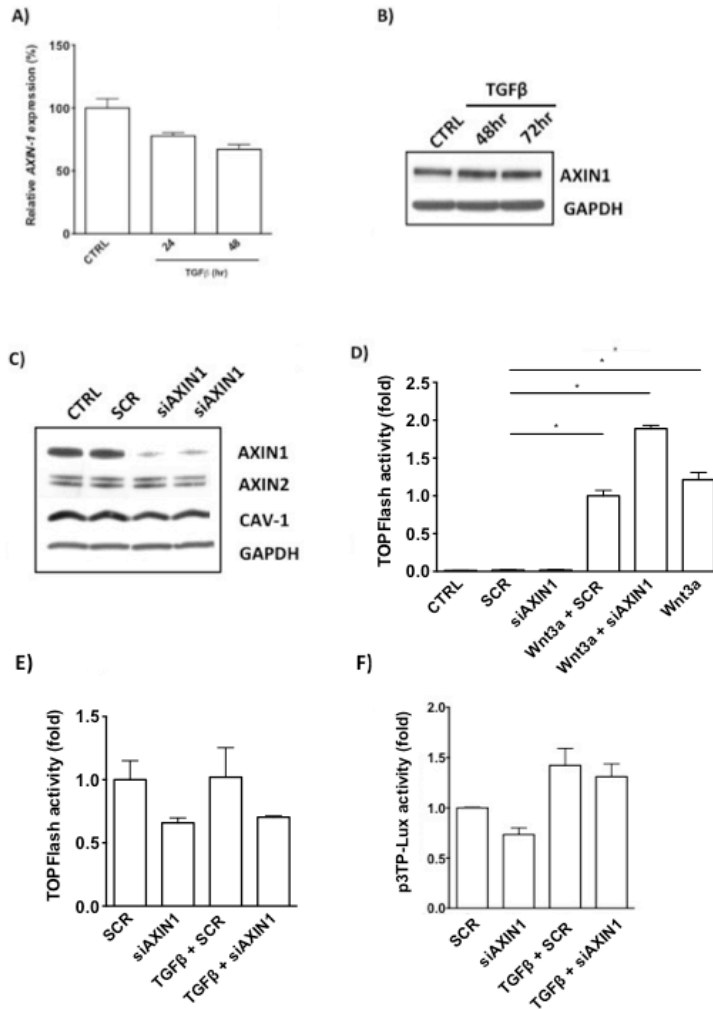 A)
Relative AXIN-1 expression (%)
150
100
50
0
CTRL
24
48
TGFβ (hr)
B)
TGFβ
CTRL
48hr
72hr
AXIN1
GAPDH
C)
CTRL
SCR
siAXIN1
siAXIN1
AXIN1
AXIN2
CAV-1
GAPDH
D)
TOPFlash activity (fold)
2.5
2.0
1.5
1.0
0.5
0.0
*
*
*
*
CTRL
SCR
siAXIN1
Wnt3a + SCR
Wnt3a + siAXIN1
Wnt3a
E)
TOPFlash activity (fold)
1.5
1.0
0.5
0.0
SCR
siAXIN1
TGFβ + SCR
TGFβ + siAXIN1
F)
p3TP-Lux activity (fold)
2.0
1.5
1.0
0.5
0.0
SCR
siAXIN1
TGFβ + SCR
TGFβ + siAXIN1